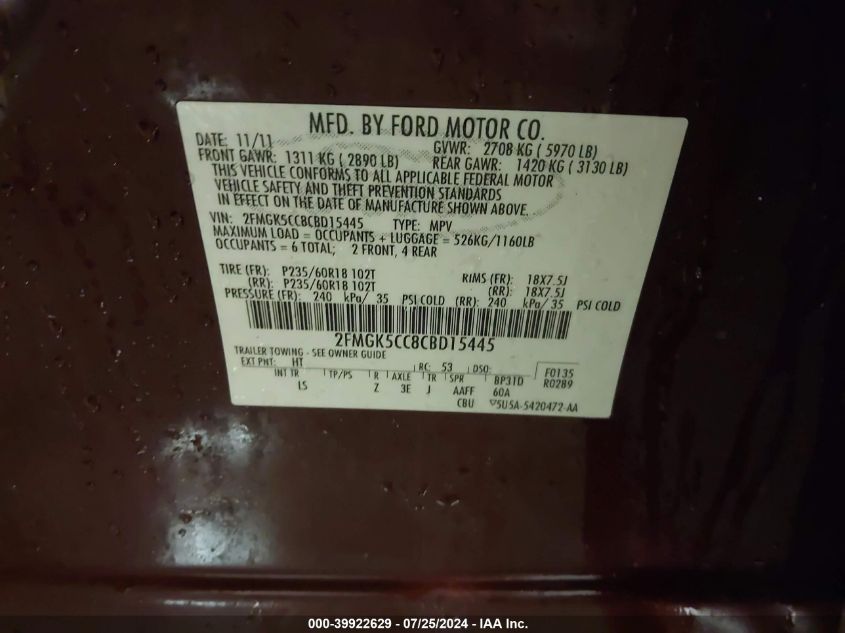 MFD. BY FORD MOTOR CO.
DATE: 11/11 GVWR: 2708 KG ( 5970 LB)
FRONT GAWR: 1311 KG ( 2890 LB) REAR GAWR: 1420 KG ( 3130 LB)
THIS VEHICLE CONFORMS TO ALL APPLICABLE FEDERAL MOTOR
VEHICLE SAFETY AND THEFT PREVENTION STANDARDS
IN EFFECT ON THE DATE OF MANUFACTURE SHOWN ABOVE.
VIN: 2FMGK5CC8CBD15445 TYPE: MPV
MAXIMUM LOAD = OCCUPANTS + LUGGAGE = 526KG/1160LB
OCCUPANTS = 6 TOTAL; 2 FRONT, 4 REAR
TIRE (FR): P235/60R18 102T RIMS (FR): 18X7.5J
(RR): P235/60R18 102T (RR): 18X7.5J
PRESSURE (FR): 240 kPa/ 35 PSI COLD (RR): 240 kPa/ 35 PSI COLD
2FMGK5CC8CBD15445
TRAILER TOWING - SEE OWNER GUIDE
EXT PNT: HT RC: 53 DSO: F0135
INT TR TP/PS R AXLE TR SPR BP3TD R0289
LS Z 3E J AAFF 60A
CBU 5U5A-5420472-AA
000-39922629 - 07/25/2024 - IAA Inc.